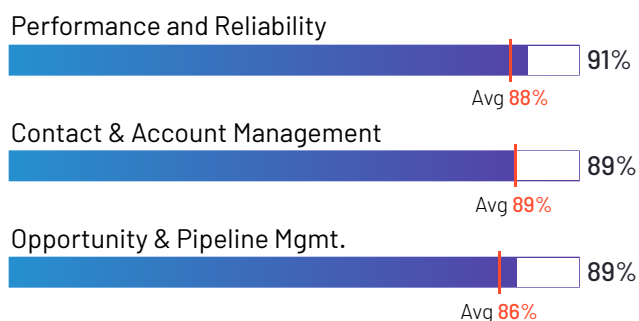 Performance and Reliability
91%
Avg 88%
Contact & Account Management
89%
Avg 89%
Opportunity & Pipeline Mgmt.
89%
Avg 86%